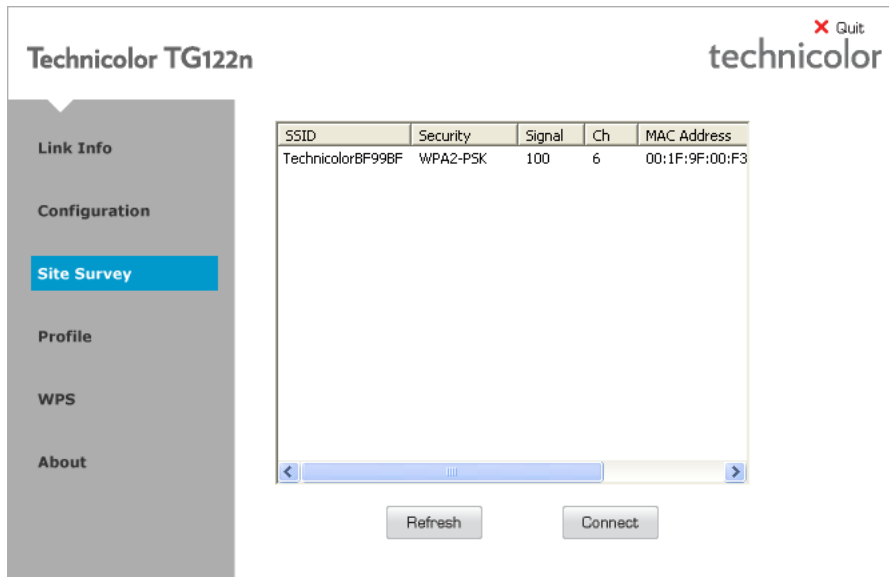 Quit
Technicolor TG122n
technicolor
Link Info
Configuration
Site Survey
Profile
WPS
About
SSID Security Signal Ch MAC Address
TechnicolorBF99BF WPA2-PSK 100 6 00:1F:9F:00:F3
Refresh Connect